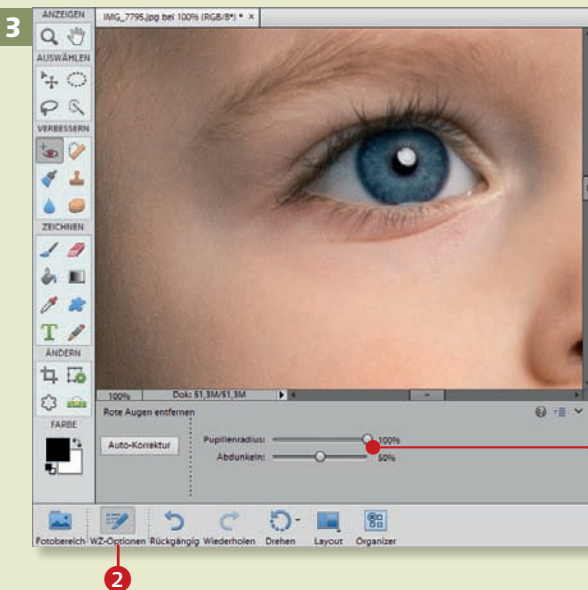 3
ANZEIGEN
IMG_7795.jpg bei 100% (RGB/8*) * x
AUSWÄHLEN
VERBESSERN
ZEICHNEN
T
ÄNDERN
FARBE
100% Dok: 51,3M/51,3M
Rote Augen entfernen
Auto-Korrektur
Pupillenradius: 100%
Abdunkeln: 50%
Fotobereich WZ-Optionen Rückgängig Wiederholen Drehen Layout Organizer
2